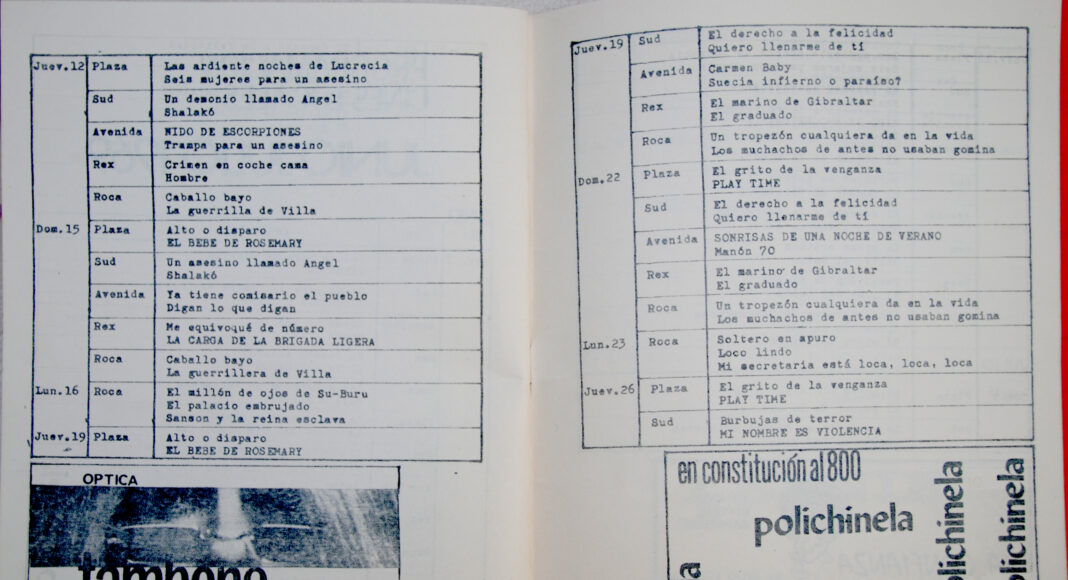 Juev.12 Plaza Las ardiente noches de Lucrecia
Seis mujeres para un asesino
Sud Un demonio llamado Angel
Shalakó
Avenida NIDO DE ESCORPIONES
Trampa para un asesino
Rex Crimen en coche cama
Hombre
Roca Caballo bayo
La guerrilla de Villa
Dom.15 Plaza Alto o disparo
EL BEBE DE ROSEMARY
Sud Un asesino llamado Angel
Shalakó
Avenida Ya tiene comisario el pueblo
Digan lo que digan
Rex Me equivoqué de número
LA CARGA DE LA BRIGADA LIGERA
Roca Caballo bayo
La guerrillera de Villa
Lun.16 Roca El millón de ojos de Su-Buru
El palacio embrujado
Sanson y la reina esclava
Juev.19 Plaza Alto o disparo
EL BEBE DE ROSEMARY
OPTICA
Juev.19 Sud El derecho a la felicidad
Quiero llenarme de ti
Avenida Carmen Baby
Suecia infierno o paraíso?
Rex El marino de Gibraltar
El graduado
Roca Un tropezón cualquiera da en la vida
Los muchachos de antes no usaban gomina
Dom.22 Plaza El grito de la venganza
PLAY TIME
Sud El derecho a la felicidad
Quiero llenarme de tí
Avenida SONRISAS DE UNA NOCHE DE VERANO
Manón 70
Rex El marino de Gibraltar
El graduado
Roca Un tropezón cualquiera da en la vida
Los muchachos de antes no usaban gomina
Lun.23 Roca Soltero en apuro
Loco lindo
Mi secretaria está loca, loca, loca
Juev.26 Plaza El grito de la venganza
PLAY TIME
Sud Burbujas de terror
MI NOMBRE ES VIOLENCIA
en constitución al 800
polichinela
polichinela
polichinela